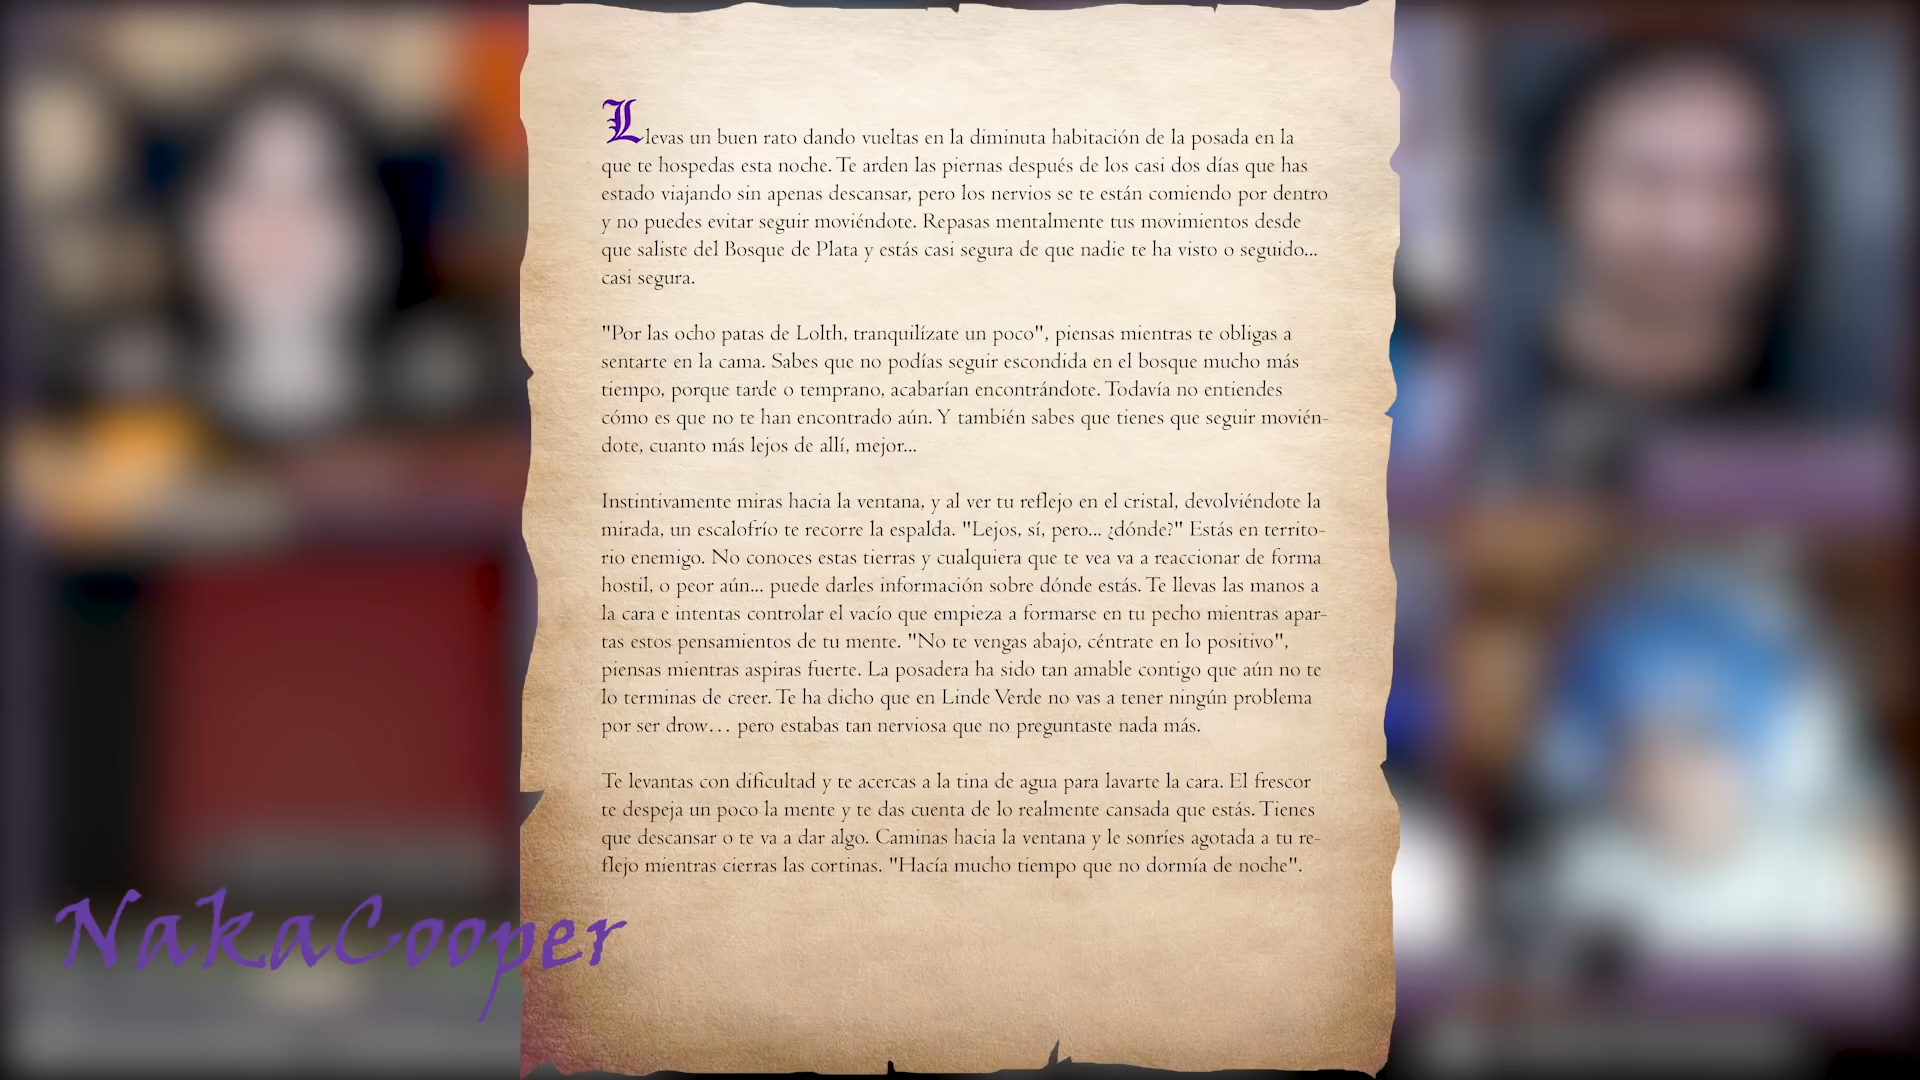 Llevas un buen rato dando vueltas en la diminuta habitación de la posada en la
que te hospedas esta noche. Te arden las piernas después de los casi dos días que has
estado viajando sin apenas descansar, pero los nervios se te están comiendo por dentro
y no puedes evitar seguir moviéndote. Repasas mentalmente tus movimientos desde
que saliste del Bosque de Plata y estás casi segura de que nadie te ha visto o seguido...
casi segura.
"Por las ocho patas de Lolth, tranquilízate un poco", piensas mientras te obligas a
sentarte en la cama. Sabes que no podías seguir escondida en el bosque mucho más
tiempo, porque tarde o temprano, acabarían encontrándote. Todavía no entiendes
cómo es que no te han encontrado aún. Y también sabes que tienes que seguir movién-
dote, cuanto más lejos de allí, mejor...
Instintivamente miras hacia la ventana, y al ver tu reflejo en el cristal, devolviéndote la
mirada, un escalofrío te recorre la espalda. "Lejos, sí, pero... ¿dónde?" Estás en territo-
rio enemigo. No conoces estas tierras y cualquiera que te vea va a reaccionar de forma
hostil, o peor aún... puede darles información sobre dónde estás. Te llevas las manos a
la cara e intentas controlar el vacío que empieza a formarse en tu pecho mientras apar-
tas estos pensamientos de tu mente. "No te vengas abajo, céntrate en lo positivo",
piensas mientras aspiras fuerte. La posadera ha sido tan amable contigo que aún no te
lo terminas de creer. Te ha dicho que en Linde Verde no vas a tener ningún problema
por ser drow… pero estabas tan nerviosa que no preguntaste nada más.
Te levantas con dificultad y te acercas a la tina de agua para lavarte la cara. El frescor
te despeja un poco la mente y te das cuenta de lo realmente cansada que estás. Tienes
que descansar o te va a dar algo. Caminas hacia la ventana y le sonríes agotada a tu re-
flejo mientras cierras las cortinas. "Hacía mucho tiempo que no dormía de noche".
NakaCooper